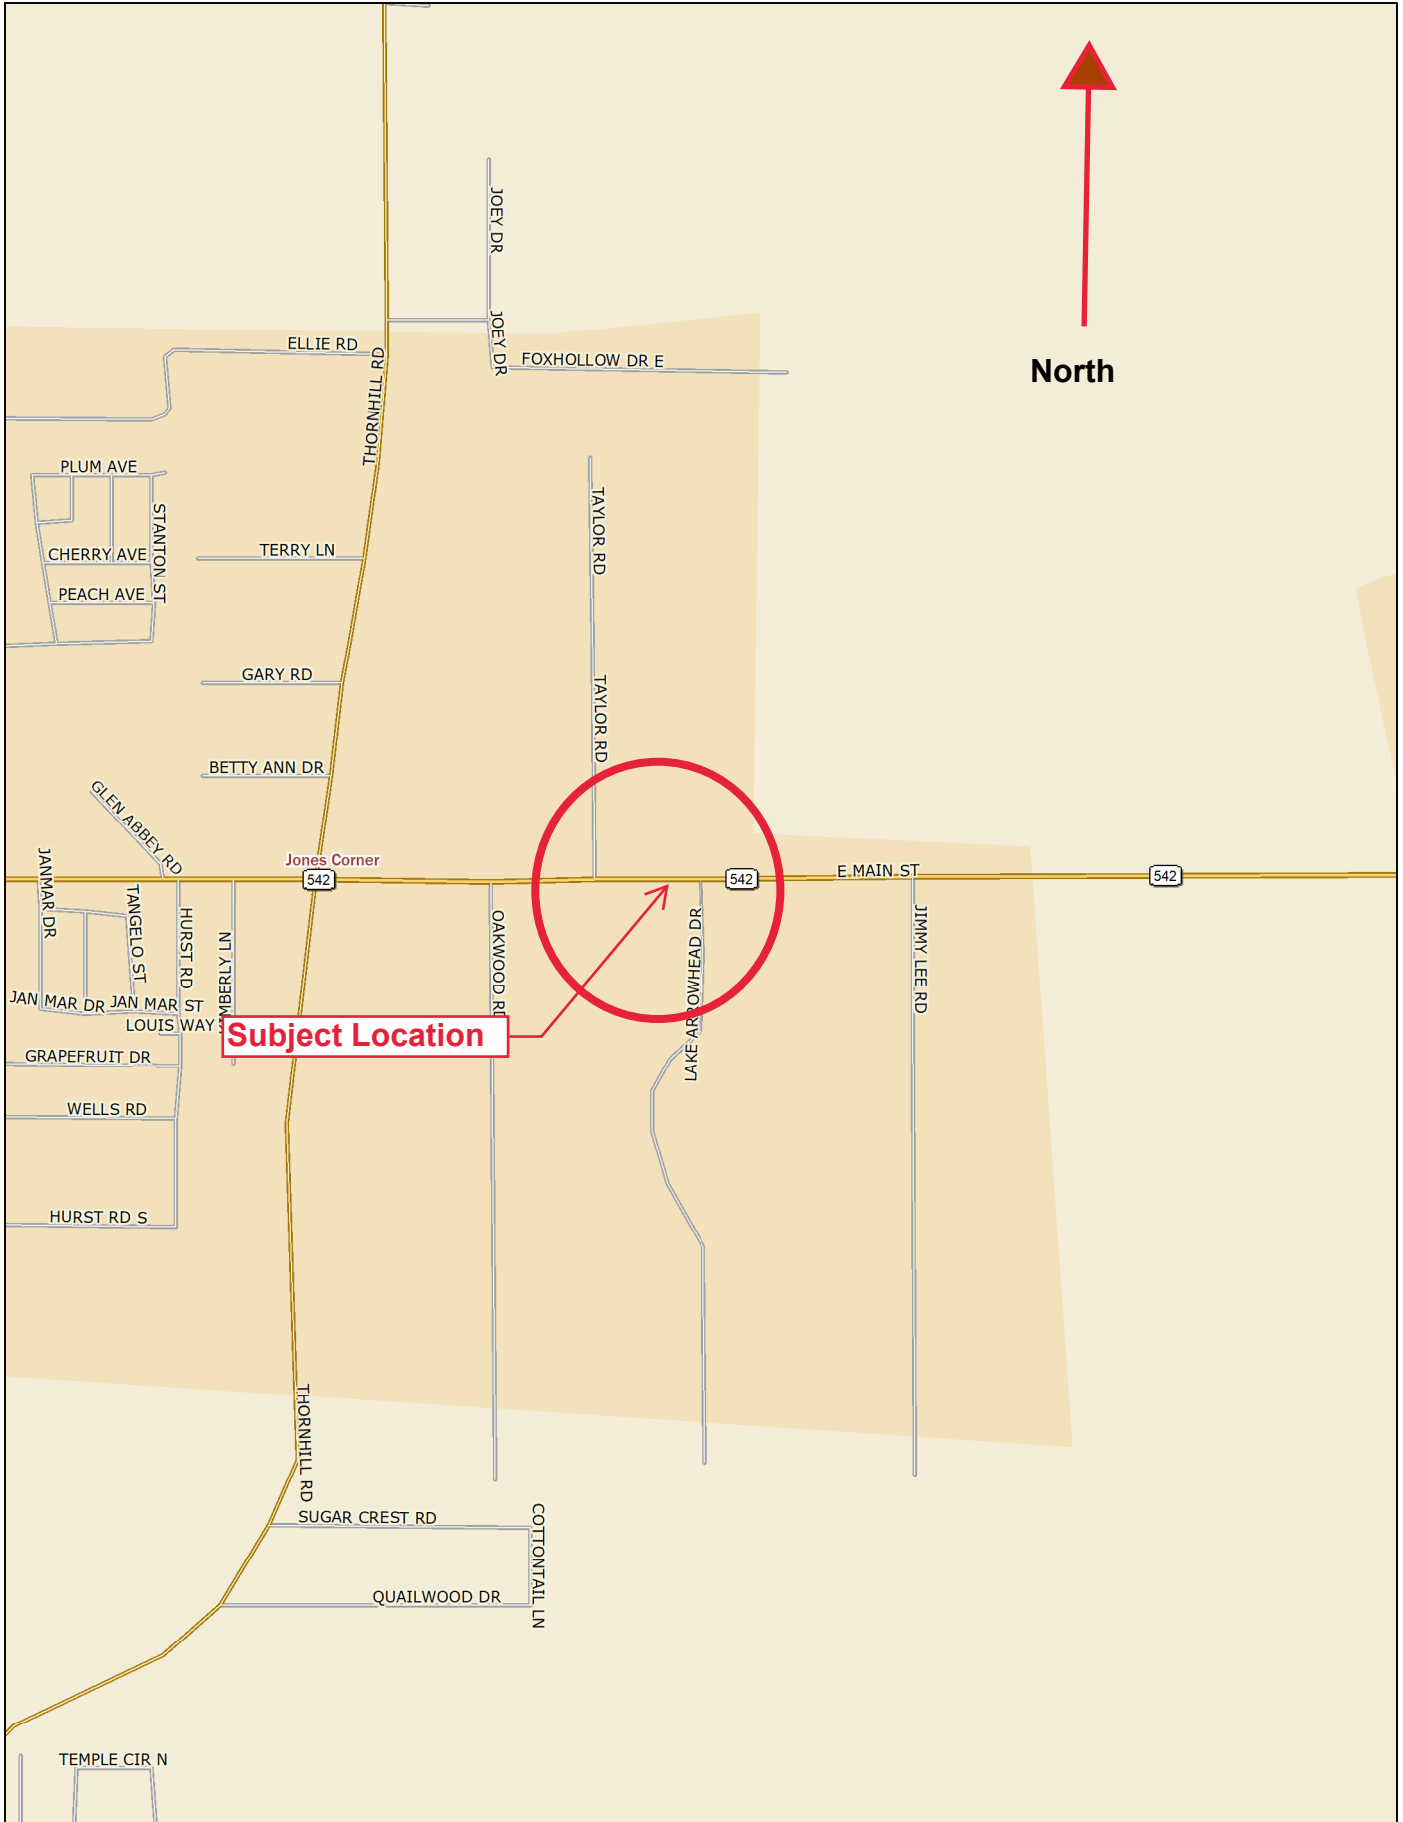 JOEY DR
JOEY DR
FOXHOLLOW DR E
ELLIE RD
THORNHILL RD
North
PLUM AVE
STANTON ST
CHERRY AVE
PEACH AVE
TERRY LN
TAYLOR RD
GARY RD
TAYLOR RD
BETTY ANN DR
GLEN ABBEY RD
Jones Corner
542
542
E MAIN ST
542
JANMAR DR
TANGELO ST
HURST RD
OAKWOOD RD
LAKE ARROWHEAD DR
JIMMY LEE RD
JAN MAR DR
JAN MAR ST
LOUIS WAY
Subject Location
GRAPEFRUIT DR
WELLS RD
HURST RD S
THORNHILL RD
SUGAR CREST RD
COTTONTAIL LN
QUAILWOOD DR
TEMPLE CIR N